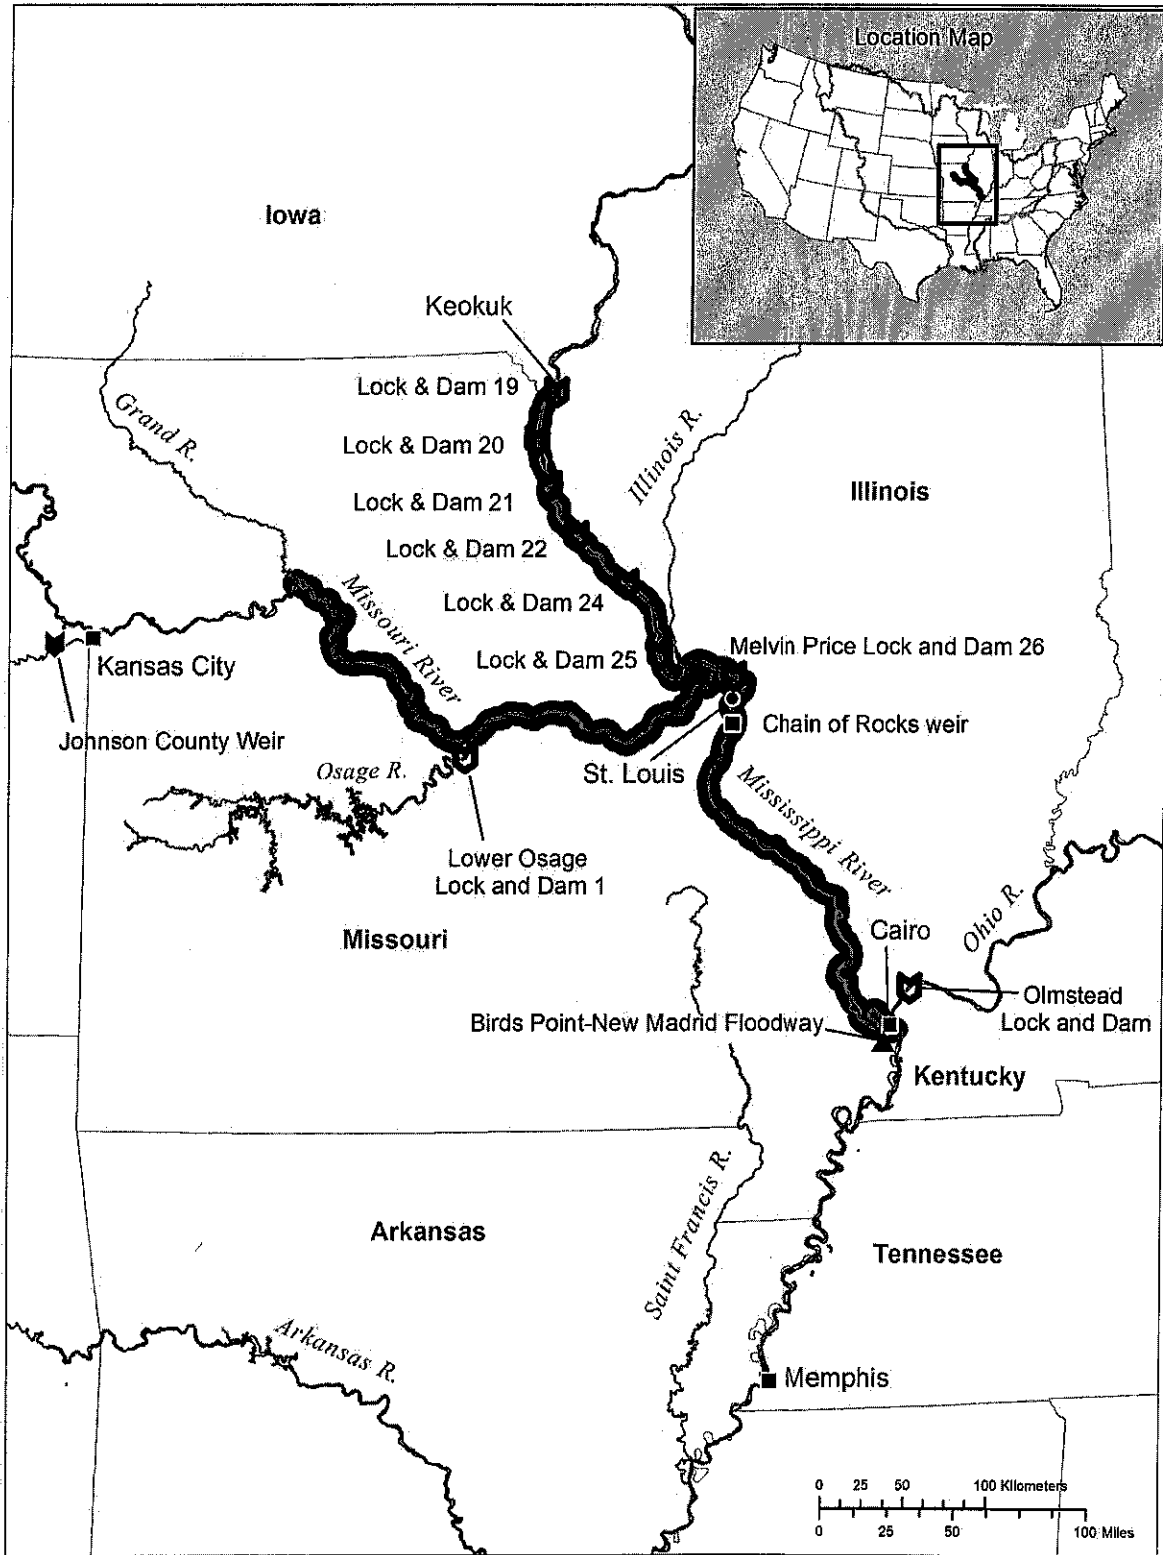 Location Map
Iowa
Keokuk
Lock & Dam 19
Grand R.
Lock & Dam 20
Illinois R.
Lock & Dam 21
Illinois
Lock & Dam 22
Missouri River
Lock & Dam 24
Lock & Dam 25
Melvin Price Lock and Dam 26
Kansas City
Chain of Rocks weir
Johnson County Weir
St. Louis
Osage R.
Mississippi River
Lower Osage
Lock and Dam 1
Missouri
Cairo
Ohio R.
Olmstead
Lock and Dam
Birds Point-New Madrid Floodway
Kentucky
Arkansas
Saint Francis R.
Tennessee
Arkansas R.
Memphis
0 25 50 100 Kilometers
0 25 50 100 Miles